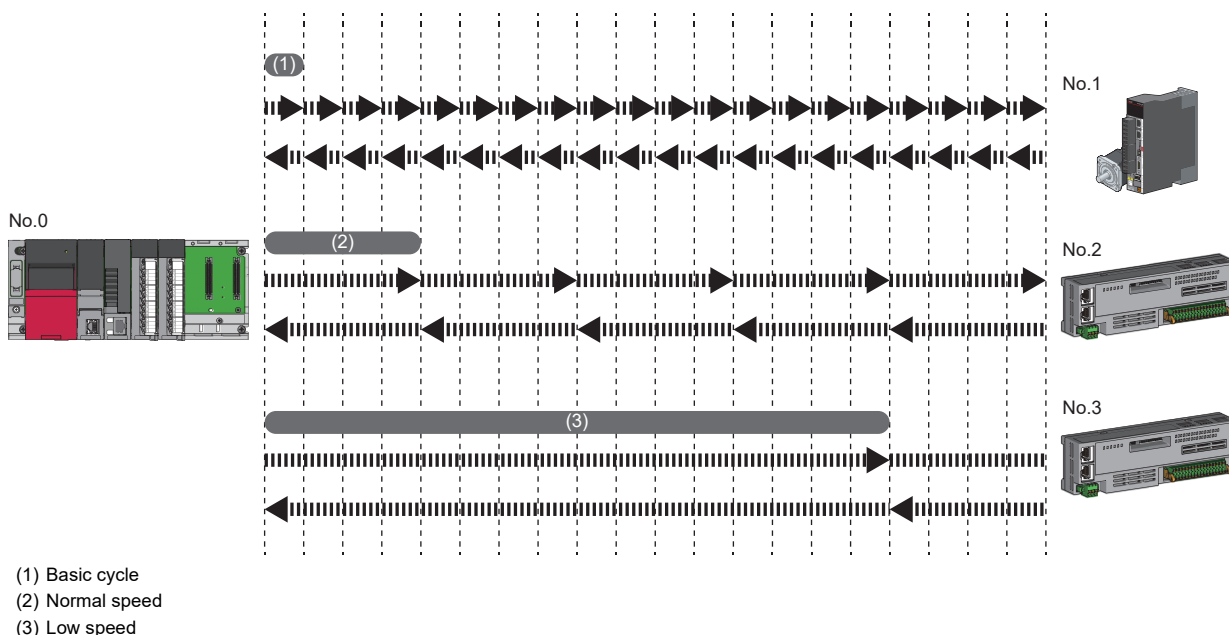 (1)
No.1
No.0
(2)
No.2
(3)
No.3
(1) Basic cycle
(2) Normal speed
(3) Low speed